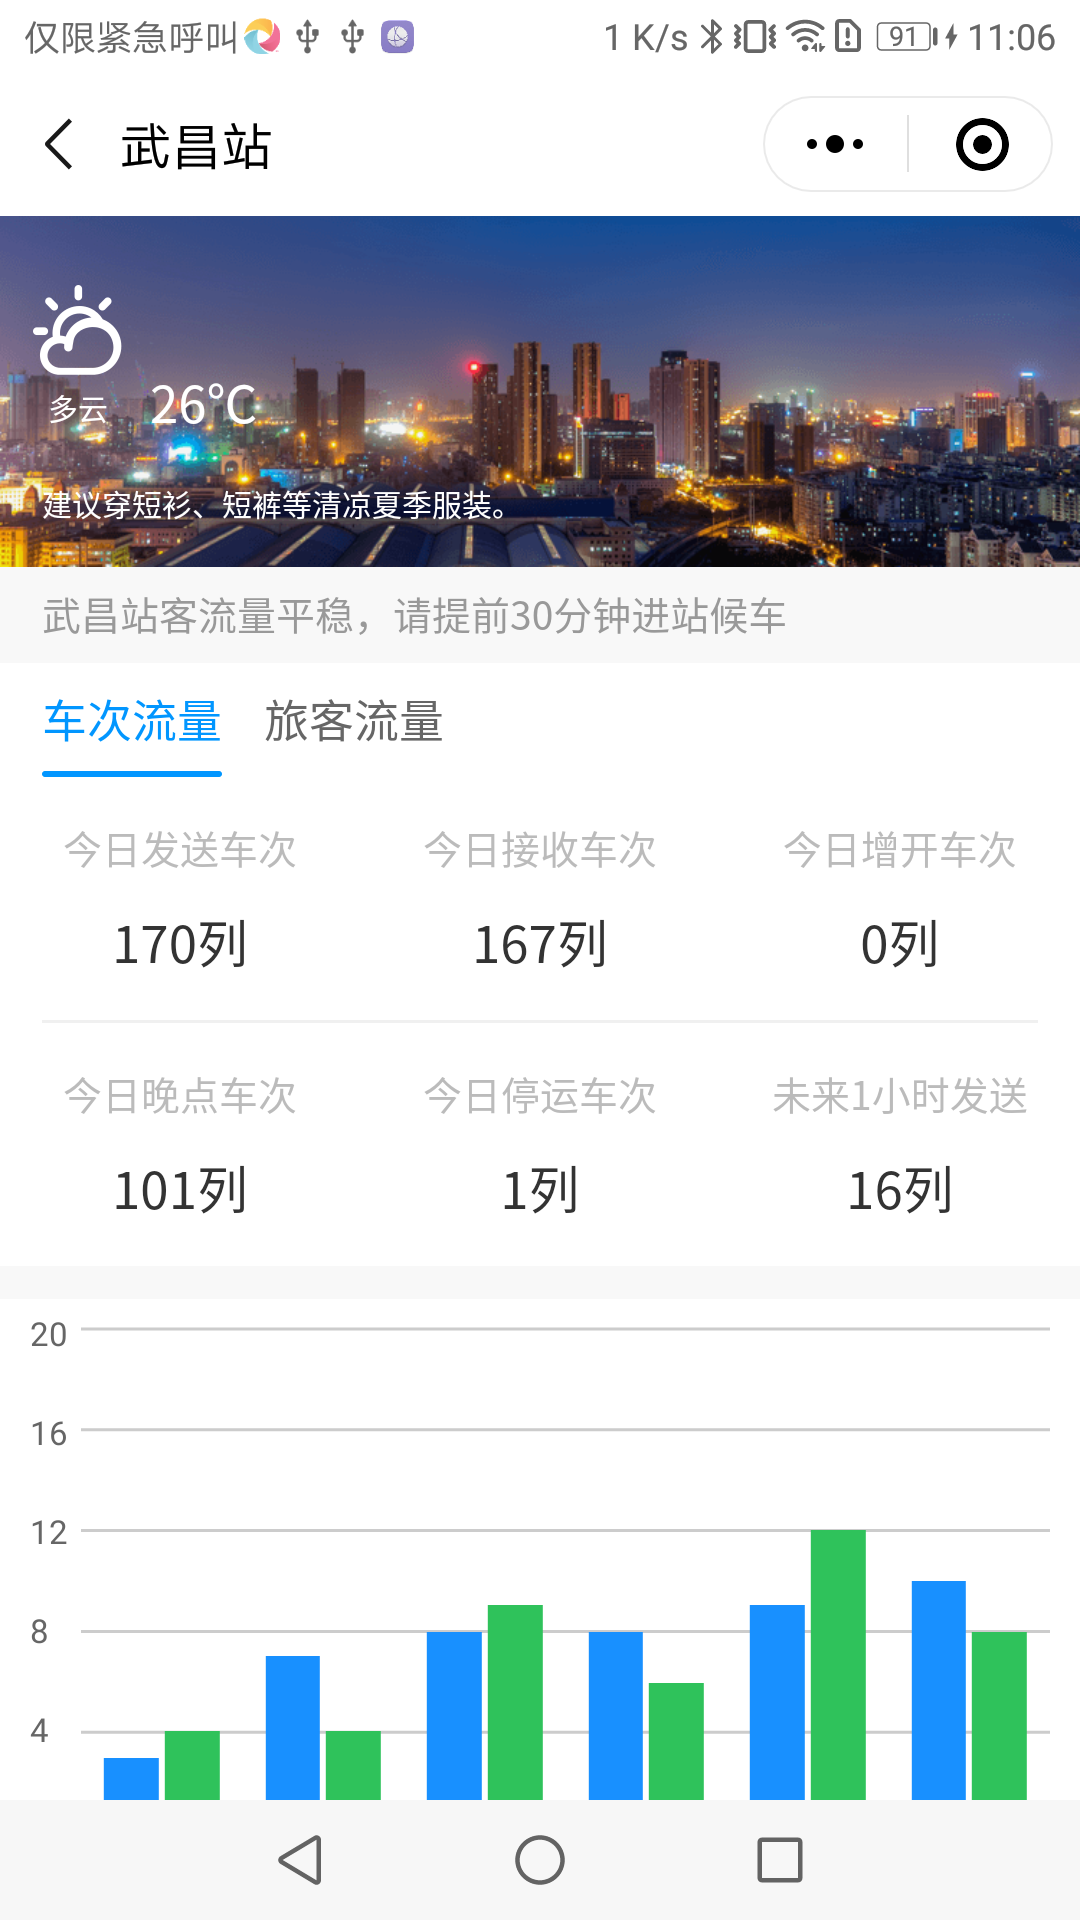 仅限紧急呼叫 1 K/s 91 11:06
武昌站
多云 26℃
建议穿短衫、短裤等清凉夏季服装。
武昌站客流量平稳，请提前30分钟进站候车
车次流量 旅客流量
今日发送车次 今日接收车次 今日增开车次
170列 167列 0列
今日晚点车次 今日停运车次 未来1小时发送
101列 1列 16列
20
16
12
8
4